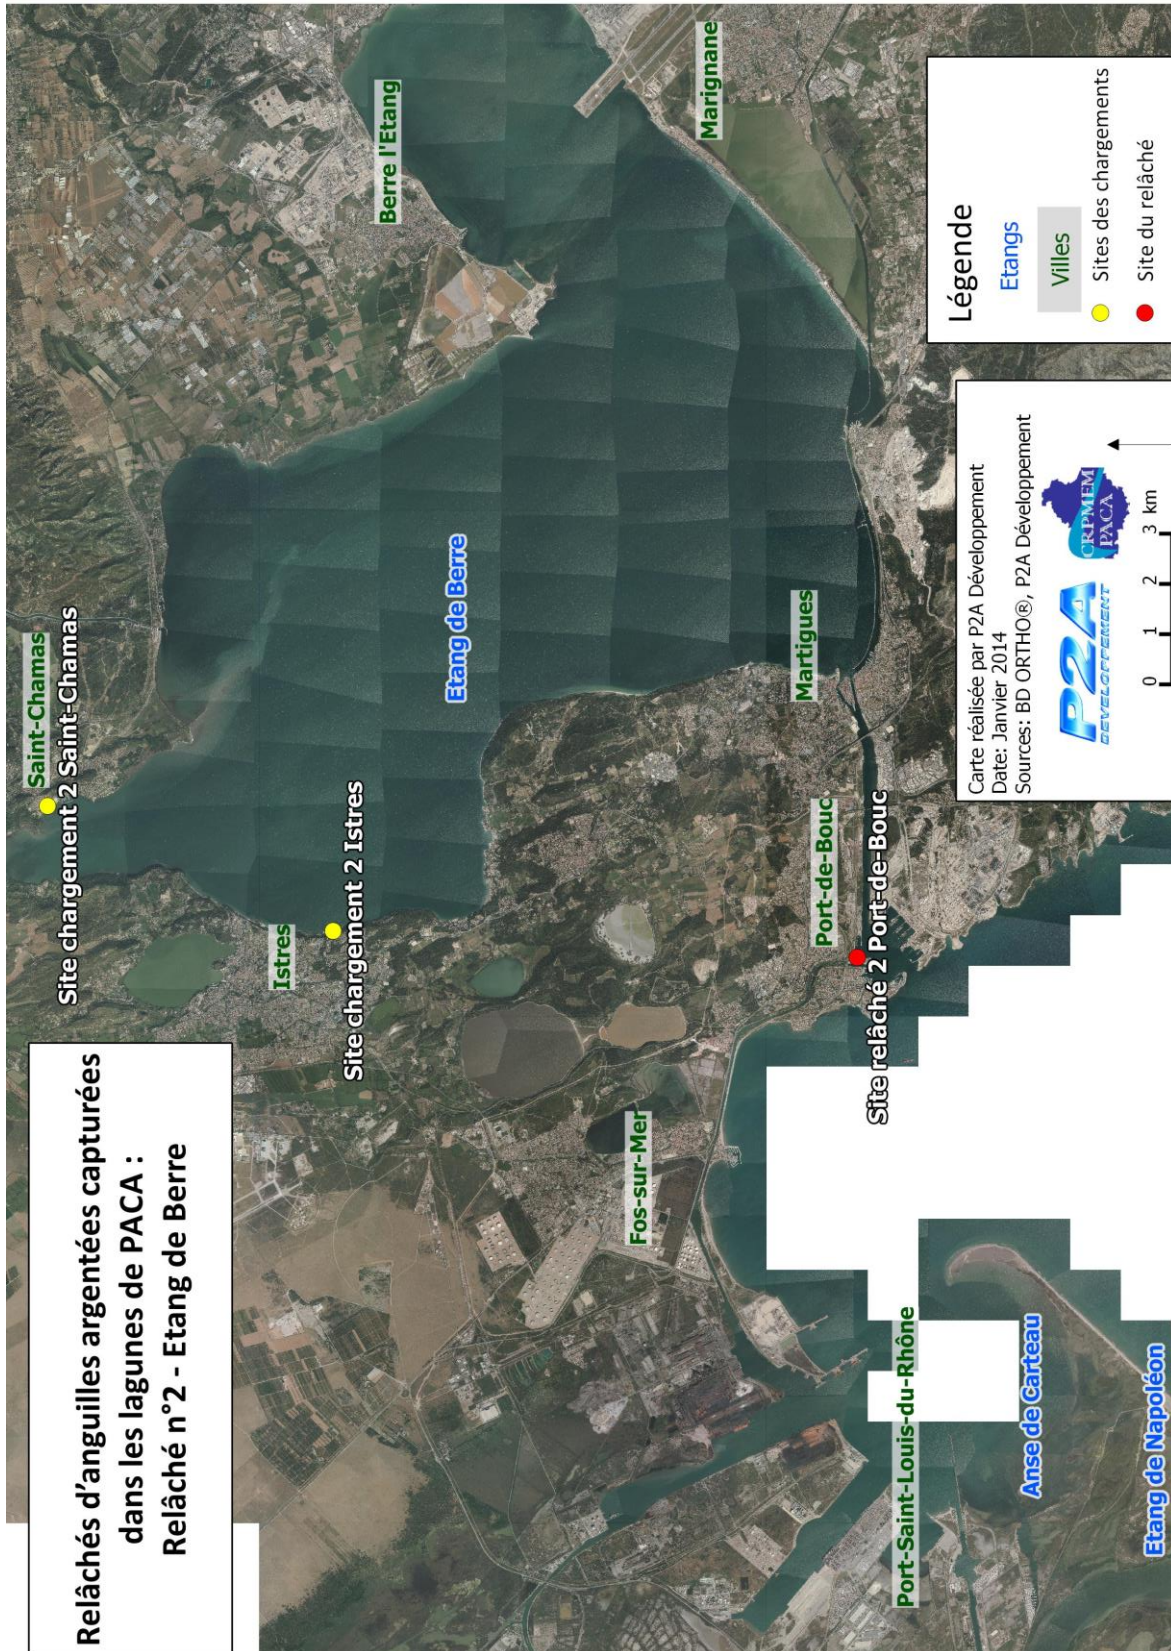 Relâchés d'anguilles argentées capturées
dans les lagunes de PACA :
Relâché n°2 - Etang de Berre
Saint-Chamas
Site chargement 2 Saint-Chamas
Istres
Site chargement 2 Istres
Berre l'Etang
Marignane
Etang de Berre
Martigues
Port-de-Bouc
Site relâché 2 Port-de-Bouc
Fos-sur-Mer
Port-Saint-Louis-du-Rhône
Anse de Carteau
Etang de Napoléon
Carte réalisée par P2A Développement
Date: Janvier 2014
Sources: BD ORTHO®, P2A Développement
P2A
DEVELOPPEMENT
CRPMEM
PACA
0 1 2 3 km
Légende
Etangs
Villes
Sites des chargements
Site du relâché